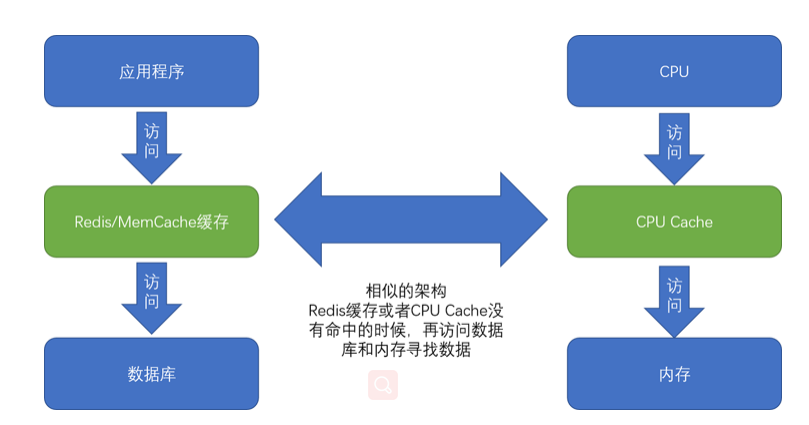 应用程序
CPU
访
问
访
问
Redis/MemCache缓存
CPU Cache
访
问
访
问
相似的架构
Redis缓存或者CPU Cache没
有命中的时候，再访问数据
库和内存寻找数据
数据库
内存